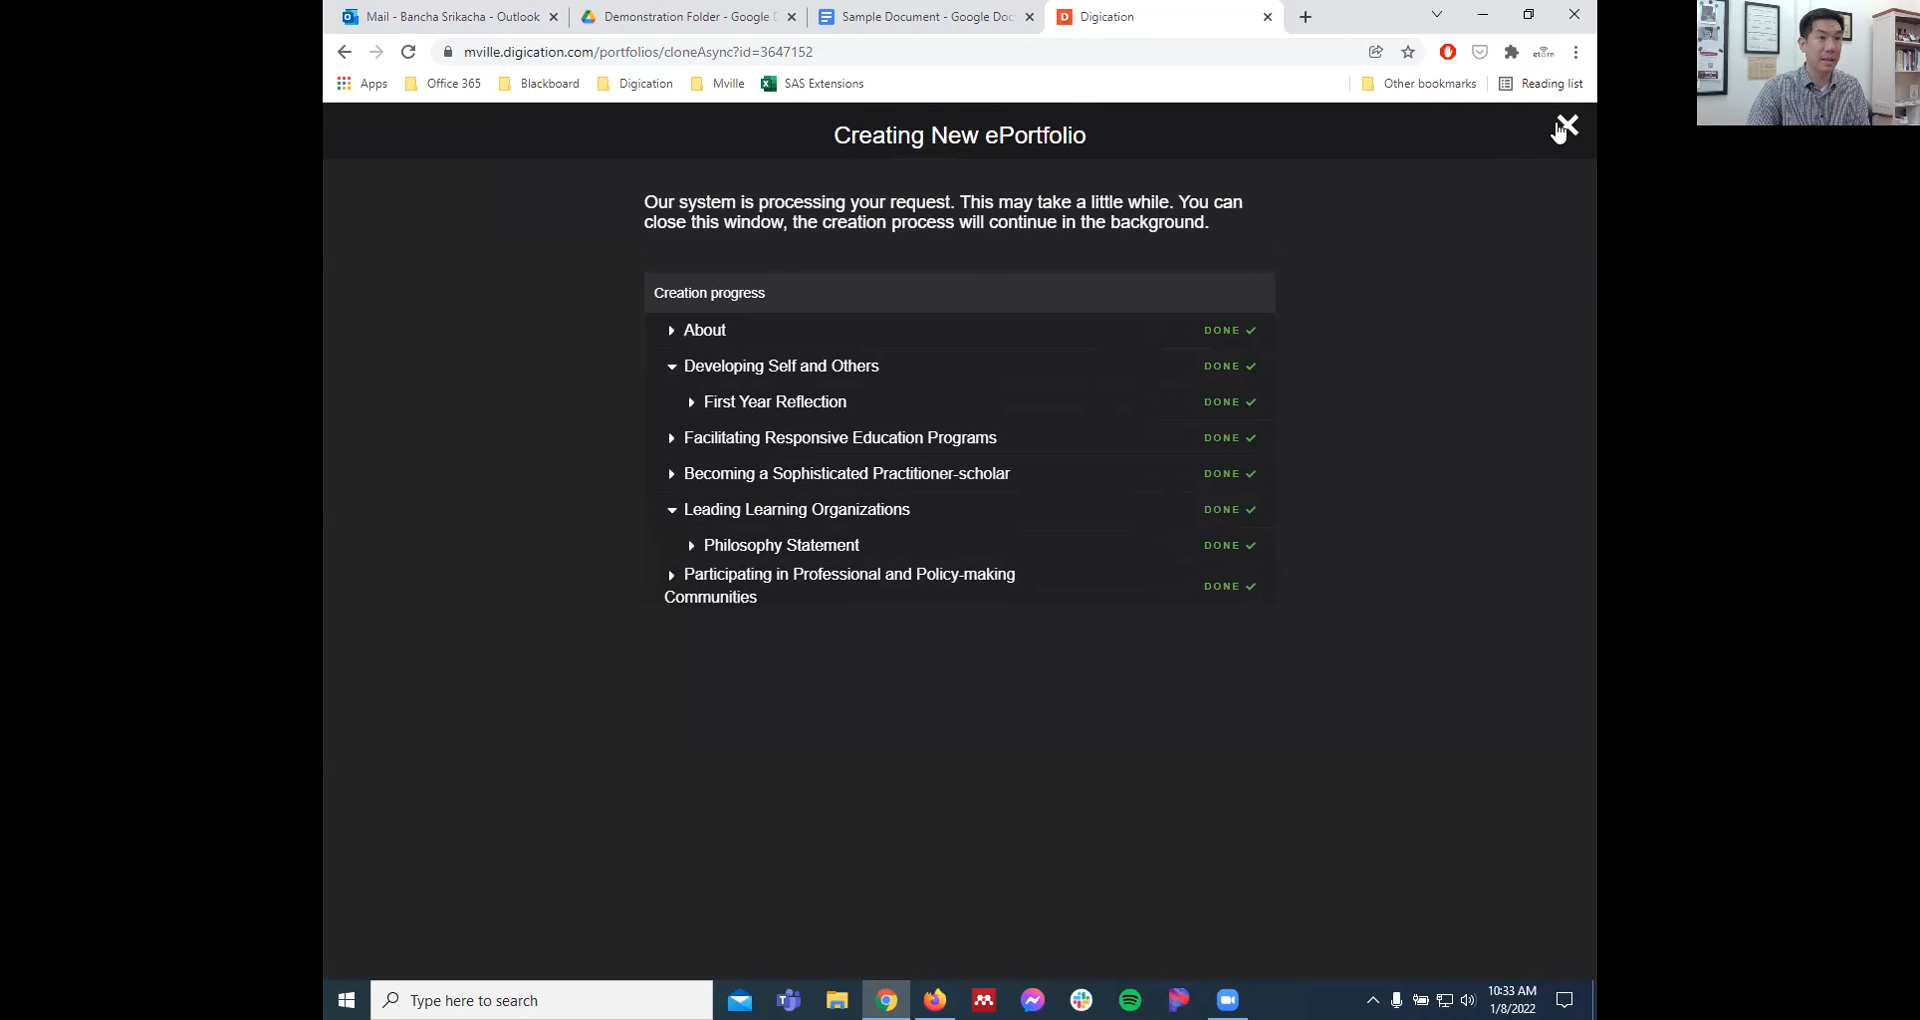 Mail - Bancha Srikacha - Outlook
Demonstration Folder - Google D
Sample Document - Google Doc
Digication
mville.digication.com/portfolios/cloneAsync?id=3647152
Apps
Office 365
Blackboard
Digication
Mville
SAS Extensions
Other bookmarks
Reading list
Creating New ePortfolio
Our system is processing your request. This may take a little while. You can
close this window, the creation process will continue in the background.
Creation progress
About DONE
Developing Self and Others DONE
First Year Reflection DONE
Facilitating Responsive Education Programs DONE
Becoming a Sophisticated Practitioner-scholar DONE
Leading Learning Organizations DONE
Philosophy Statement DONE
Participating in Professional and Policy-making
Communities DONE
Type here to search
10:33 AM
1/8/2022